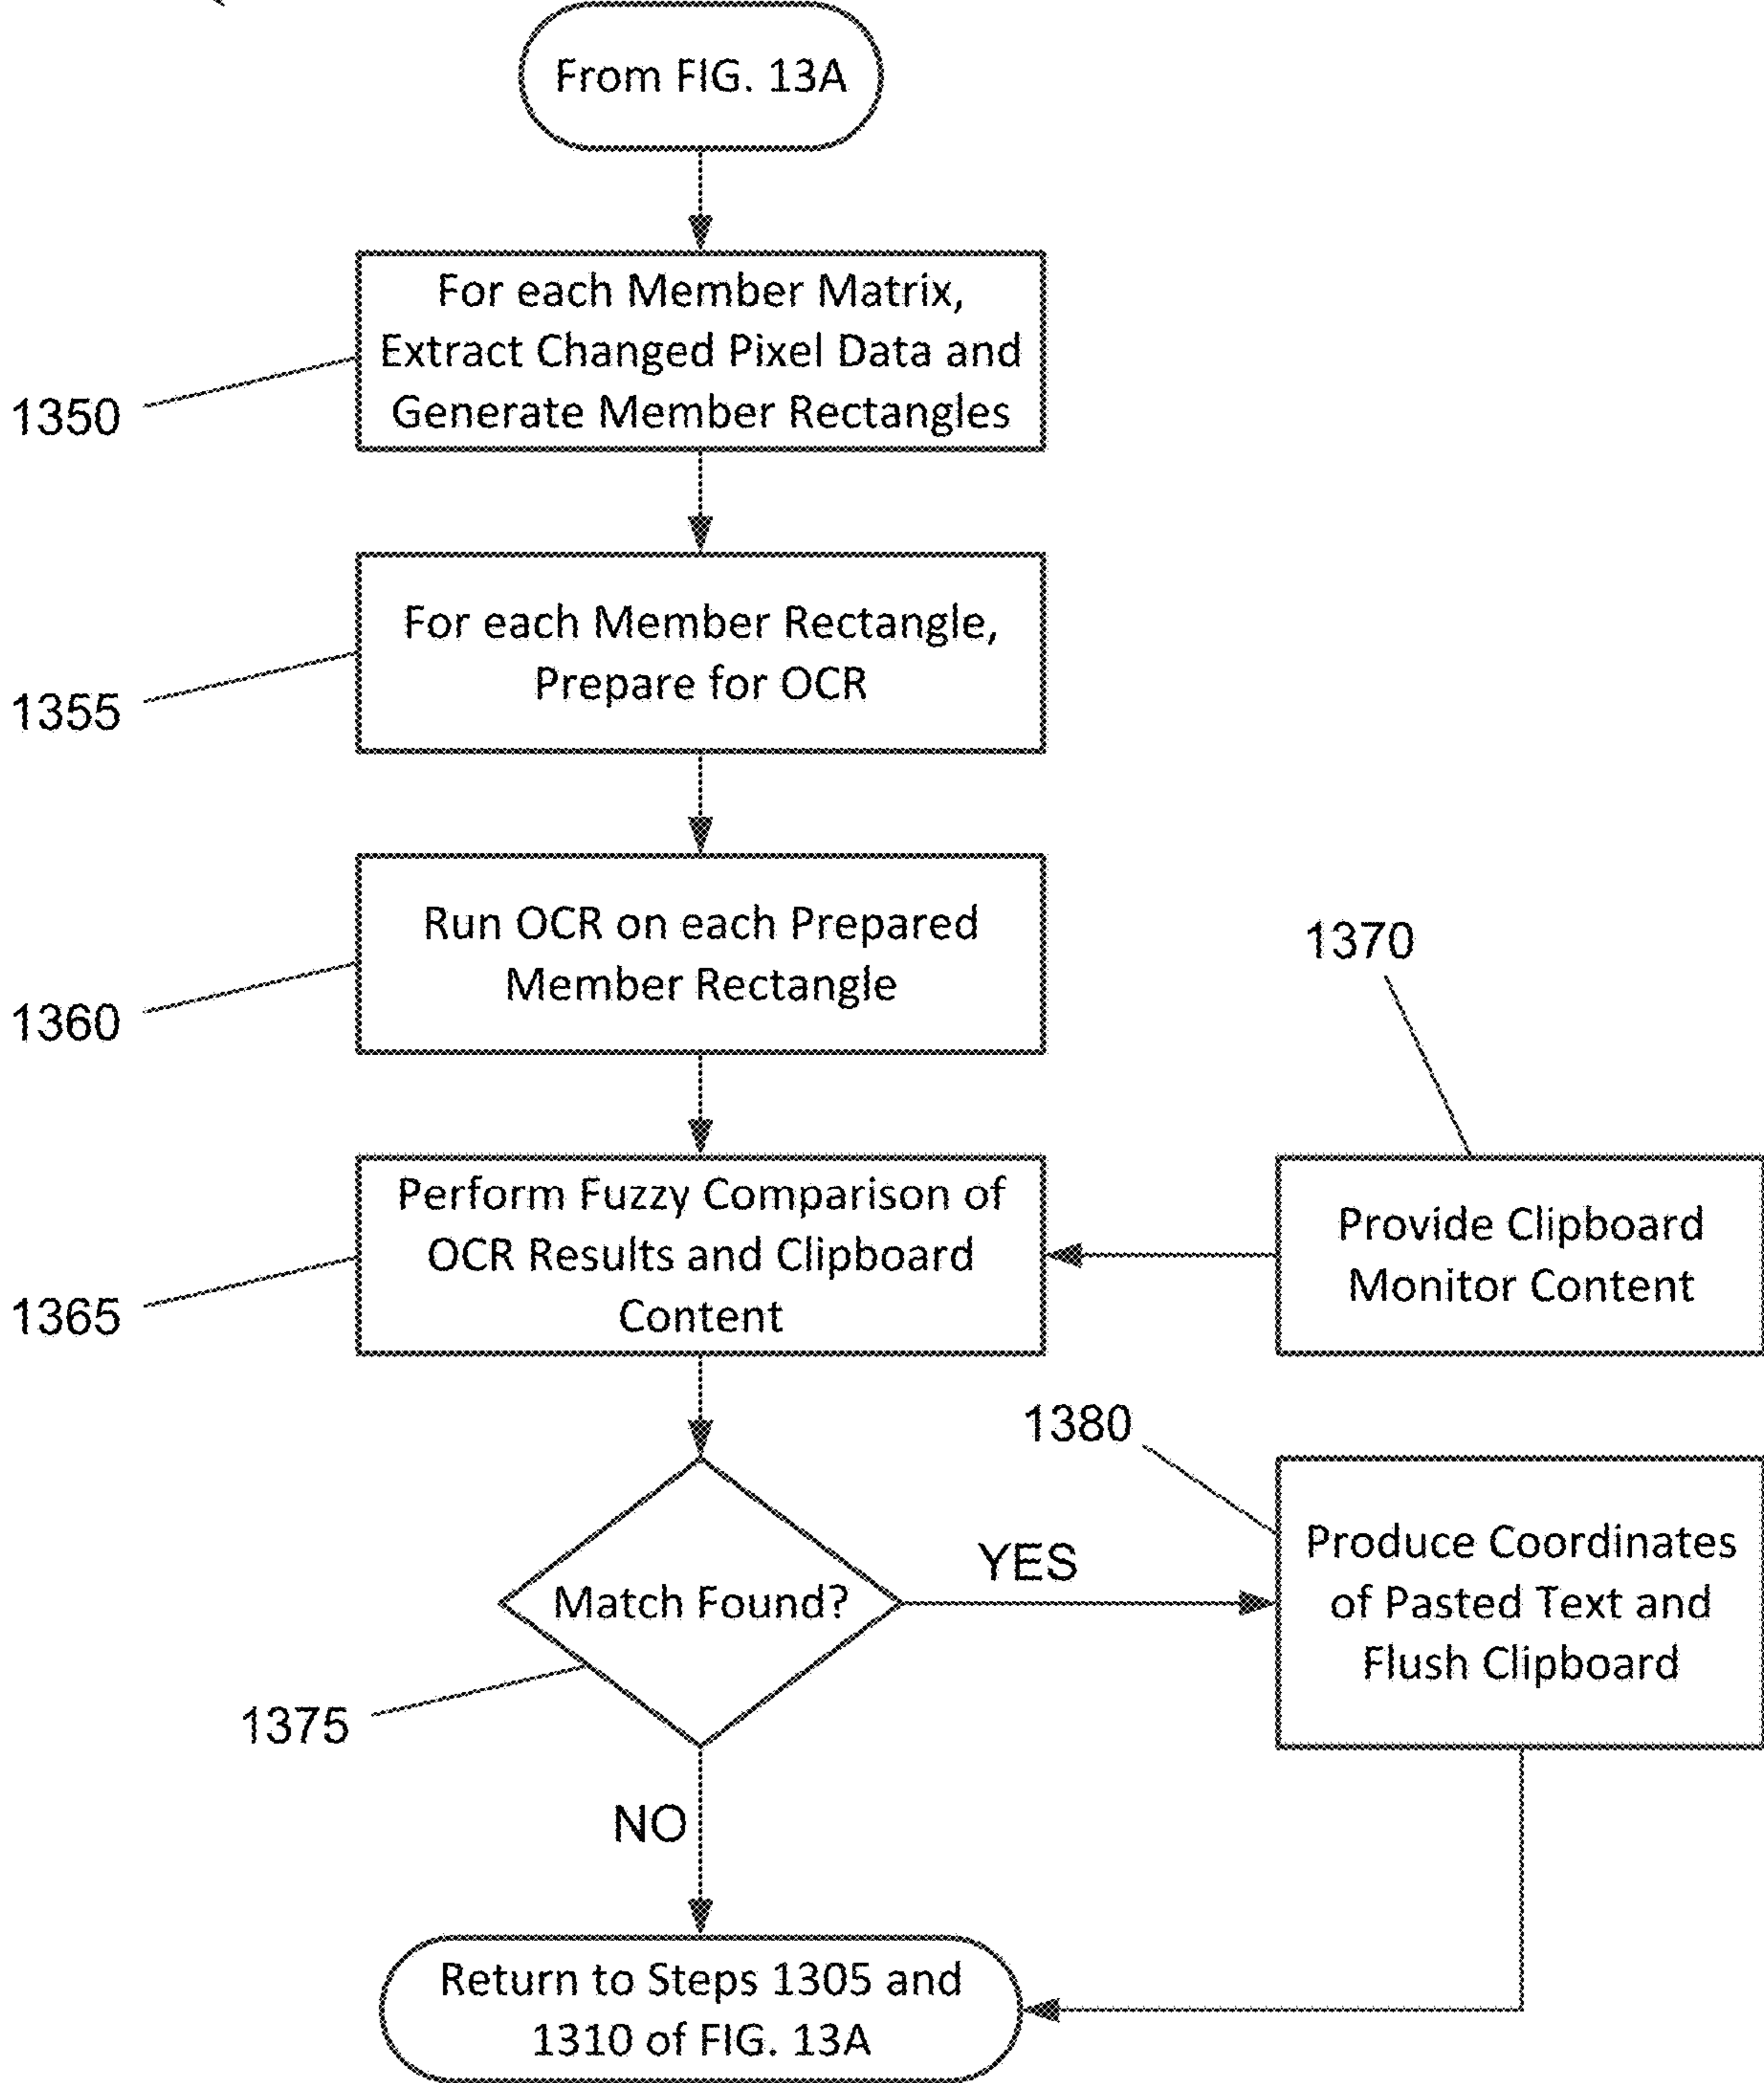 From FIG. 13A
For each Member Matrix,
Extract Changed Pixel Data and
Generate Member Rectangles
1350
For each Member Rectangle,
Prepare for OCR
1355
Run OCR on each Prepared
Member Rectangle
1360
1370
Perform Fuzzy Comparison of
OCR Results and Clipboard
Content
1365
Provide Clipboard
Monitor Content
1380
Match Found?
YES
1375
Produce Coordinates
of Pasted Text and
Flush Clipboard
NO
Return to Steps 1305 and
1310 of FIG. 13A